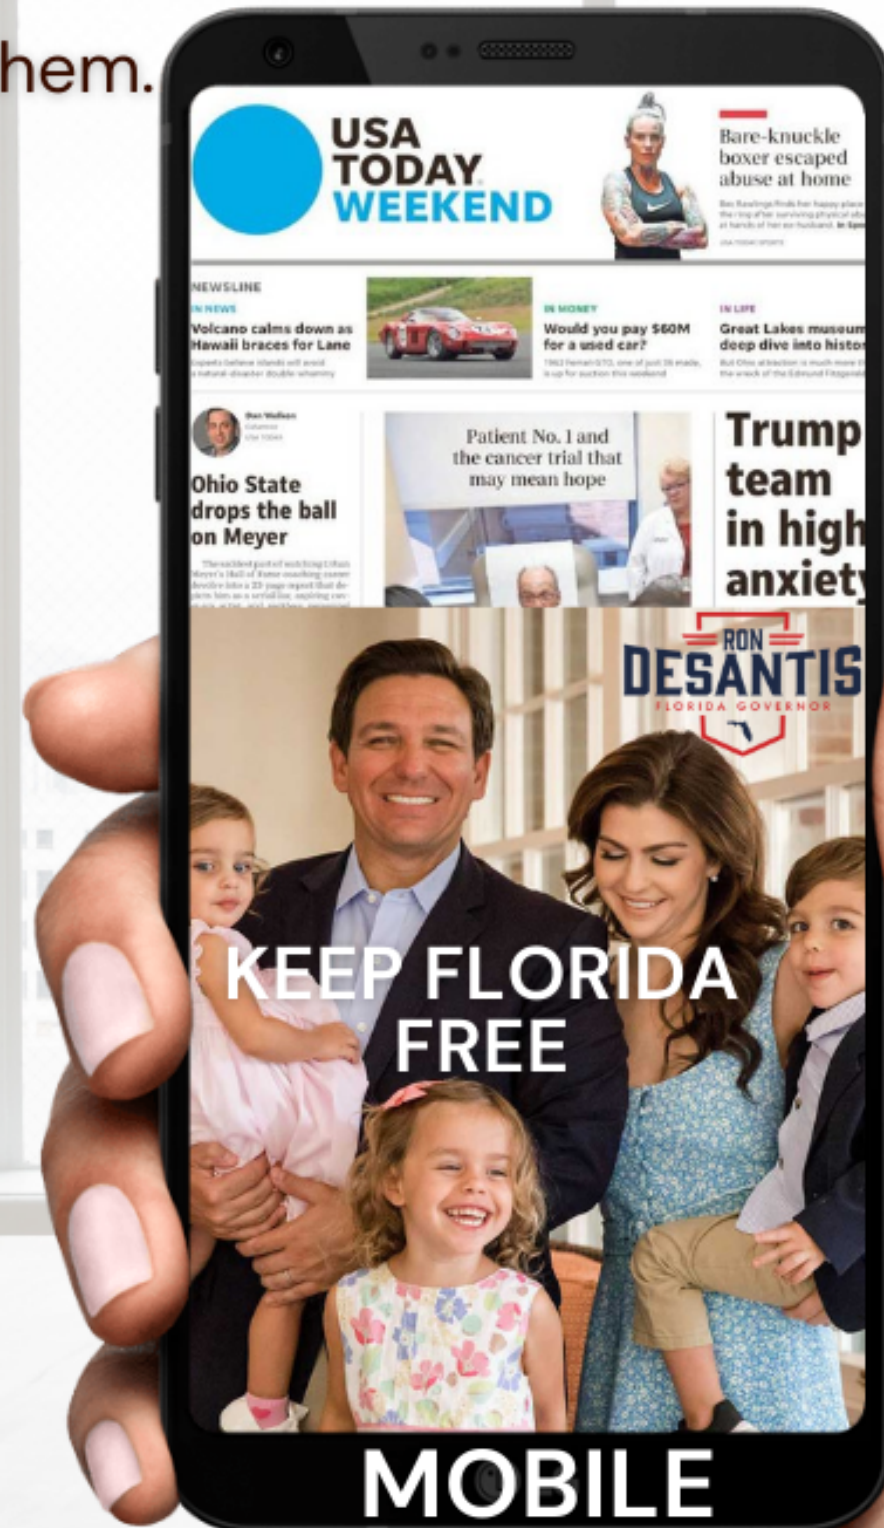 hem.
USA
TODAY
WEEKEND
Bare-knuckle
boxer escaped
abuse at home
NEWSLINE
IN NEWS
Volcano calms down as
Hawaii braces for Lane
IN MONEY
Would you pay $60M
for a used car?
IN LIFE
Great Lakes museum
deep dive into histo
Ohio State
drops the ball
on Meyer
Patient No. 1 and
the cancer trial that
may mean hope
Trump
team
in high
anxiety
RON
DESANTIS
FLORIDA GOVERNOR
KEEP FLORIDA
FREE
MOBILE